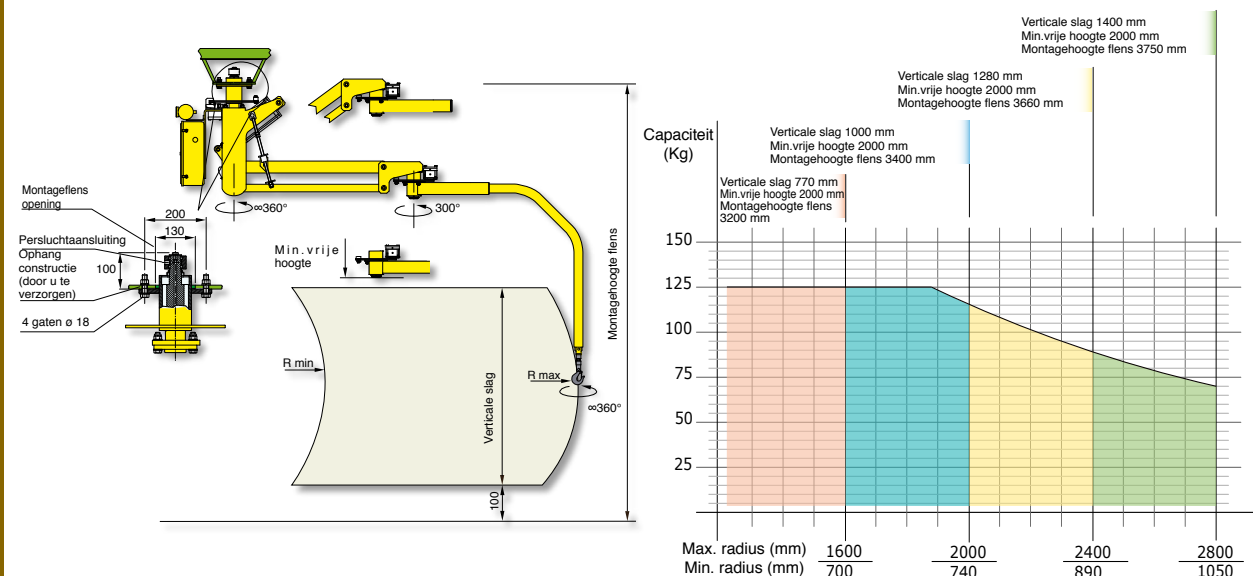 ∞360°
300°
Montageflens
opening
200
130
Persluchtaansluiting
Ophang
constructie
(door u te
verzorgen)
100
4 gaten ø 18
Min.vrije
hoogte
Montagehoogte flens
R min
R max
∞360°
Verticale slag
100
Verticale slag 1400 mm
Min.vrije hoogte 2000 mm
Montagehoogte flens 3750 mm
Verticale slag 1280 mm
Min.vrije hoogte 2000 mm
Montagehoogte flens 3660 mm
Verticale slag 1000 mm
Min.vrije hoogte 2000 mm
Montagehoogte flens 3400 mm
Verticale slag 770 mm
Min.vrije hoogte 2000 mm
Montagehoogte flens
3200 mm
Capaciteit
(Kg)
150
125
100
75
50
25
Max. radius (mm) 1600 2000 2400 2800
Min. radius (mm) 700 740 890 1050